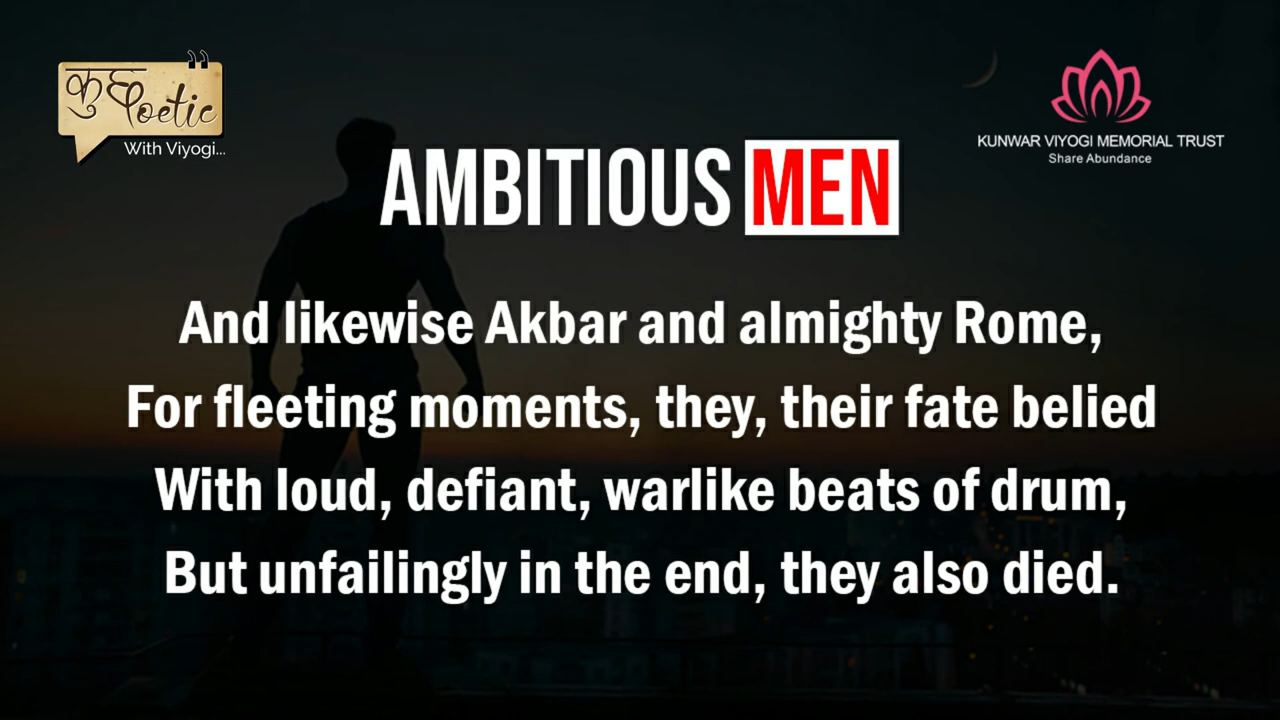 कुछ Poetic
With Viyogi...
KUNWAR VIYOGI MEMORIAL TRUST
Share Abundance
AMBITIOUS MEN
And likewise Akbar and almighty Rome,
For fleeting moments, they, their fate belied
With loud, defiant, warlike beats of drum,
But unfailingly in the end, they also died.